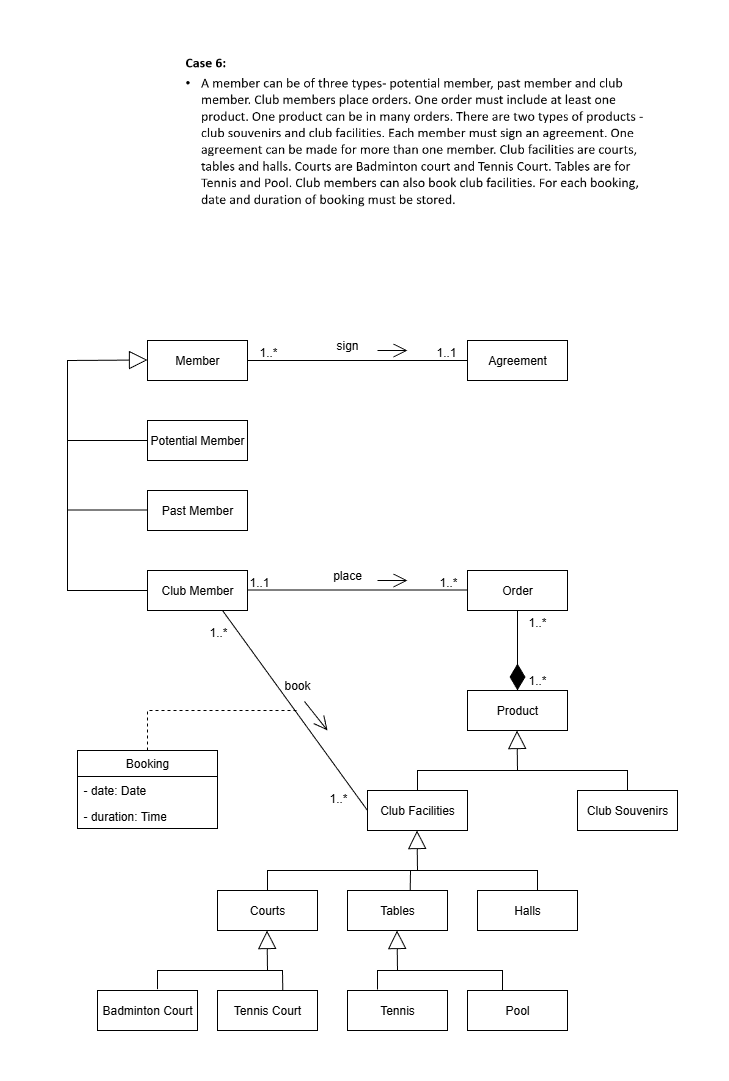 Case 6:
• A member can be of three types- potential member, past member and club
member. Club members place orders. One order must include at least one
product. One product can be in many orders. There are two types of products -
club souvenirs and club facilities. Each member must sign an agreement. One
agreement can be made for more than one member. Club facilities are courts,
tables and halls. Courts are Badminton court and Tennis Court. Tables are for
Tennis and Pool. Club members can also book club facilities. For each booking,
date and duration of booking must be stored.
Member
1..*
sign
1..1
Agreement
Potential Member
Past Member
Club Member
1..1
place
1..*
Order
1..*
1..*
book
1..*
Product
Booking
- date: Date
- duration: Time
1..*
Club Facilities
Club Souvenirs
Courts
Tables
Halls
Badminton Court
Tennis Court
Tennis
Pool